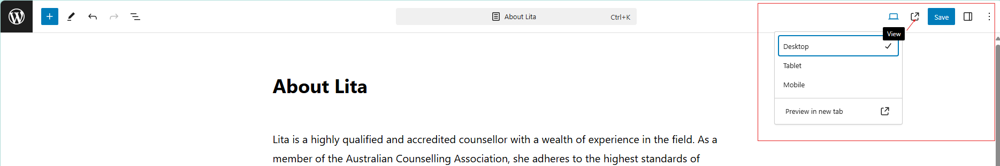 About Lita
Ctrl+K
Save
View
Desktop
Tablet
Mobile
Preview in new tab
About Lita
Lita is a highly qualified and accredited counsellor with a wealth of experience in the field. As a
member of the Australian Counselling Association, she adheres to the highest standards of